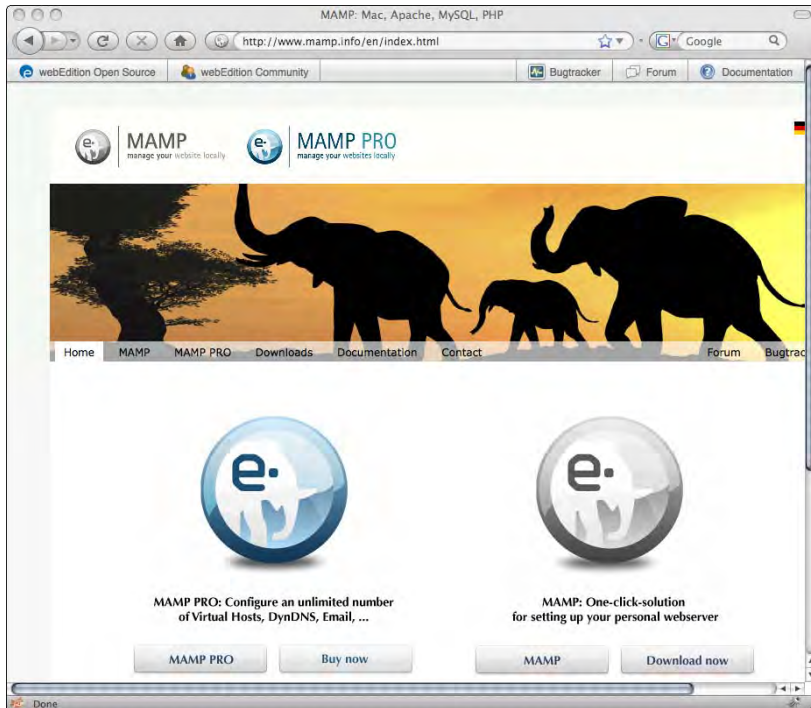 MAMP: Mac, Apache, MySQL, PHP
http://www.mamp.info/en/index.html
Google
webEdition Open Source
webEdition Community
Bugtracker
Forum
Documentation
MAMP
manage your website locally
MAMP PRO
manage your websites locally
Home
MAMP
MAMP PRO
Downloads
Documentation
Contact
Forum
Bugtrac
e.
e.
MAMP PRO: Configure an unlimited number
of Virtual Hosts, DynDNS, Email, ...
MAMP: One-click-solution
for setting up your personal webserver
MAMP PRO
Buy now
MAMP
Download now
Done